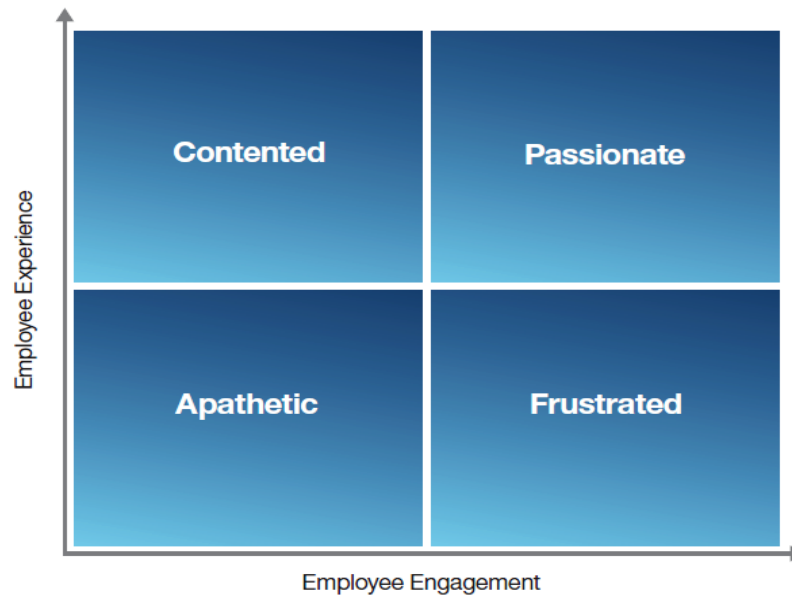 Contented
Passionate
Employee Experience
Apathetic
Frustrated
Employee Engagement